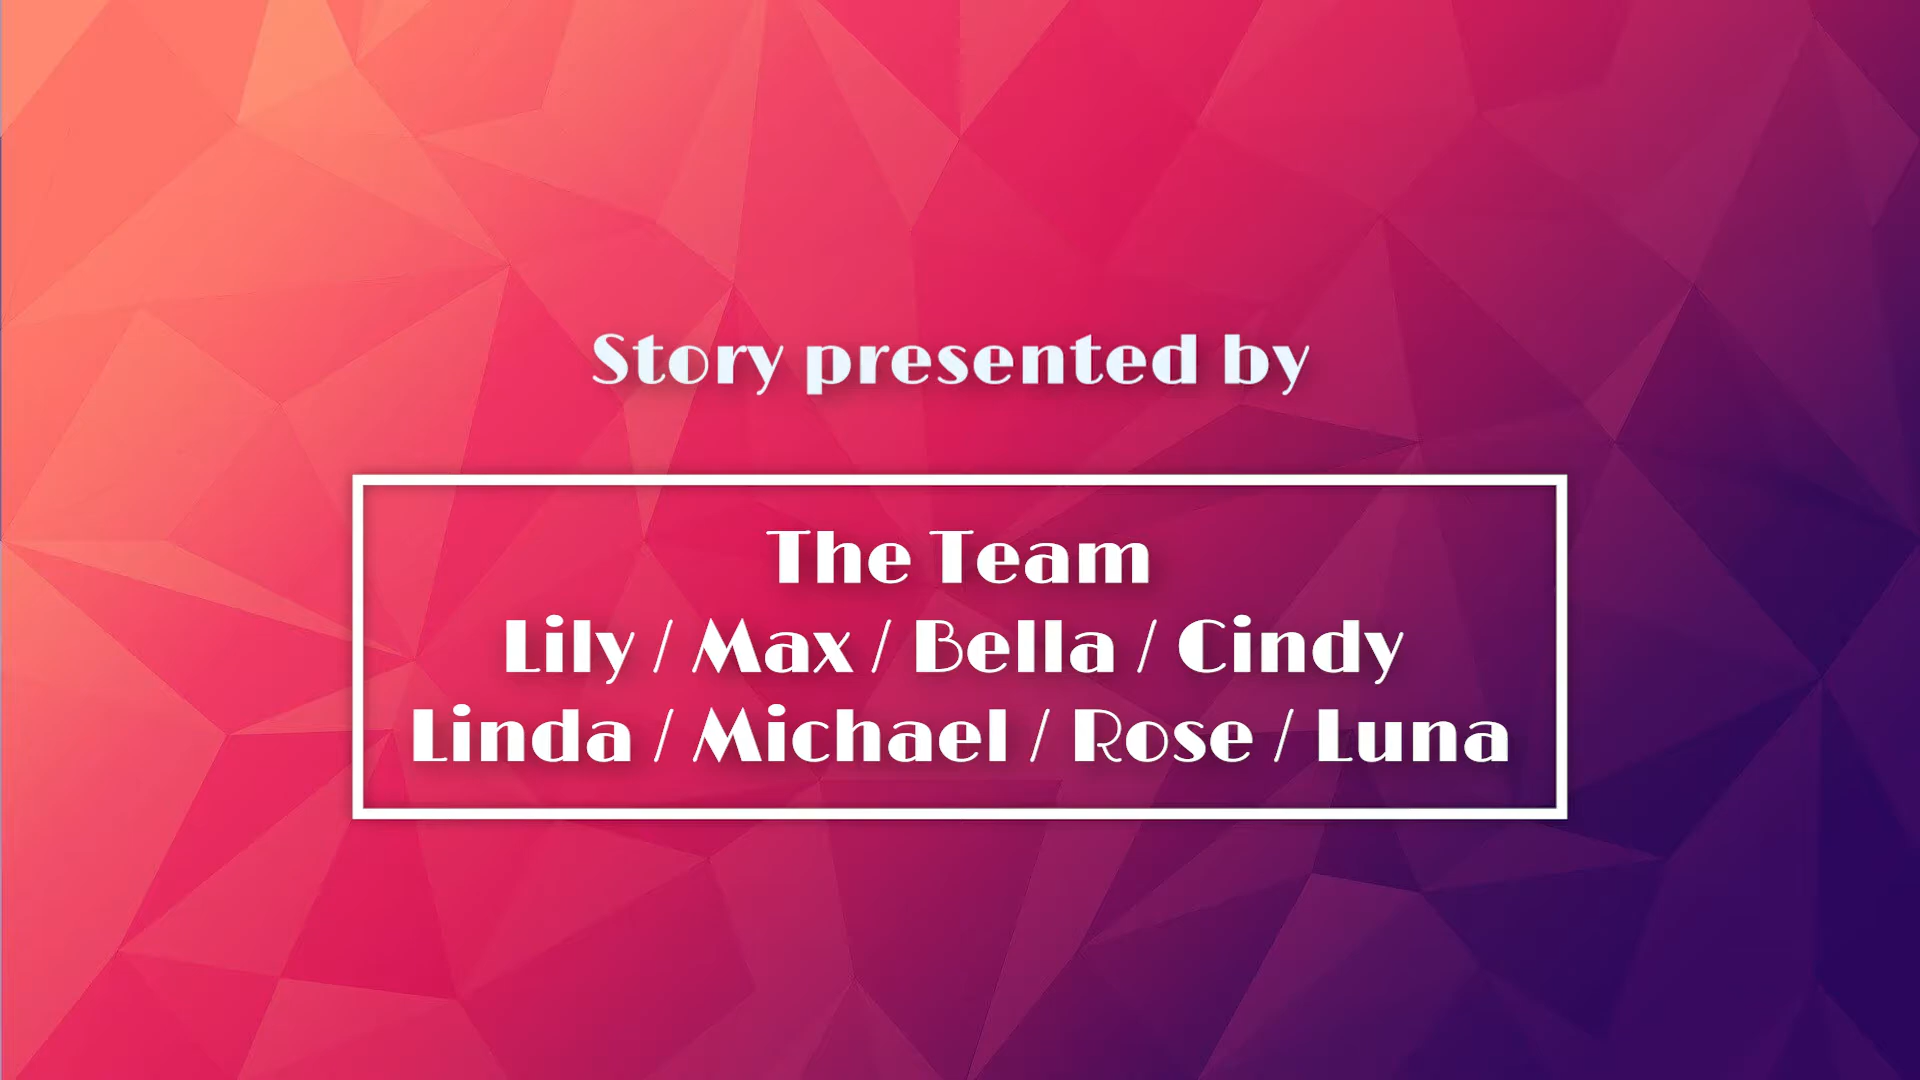 Story presented by
The Team
Lily / Max / Bella / Cindy
Linda / Michael / Rose / Luna